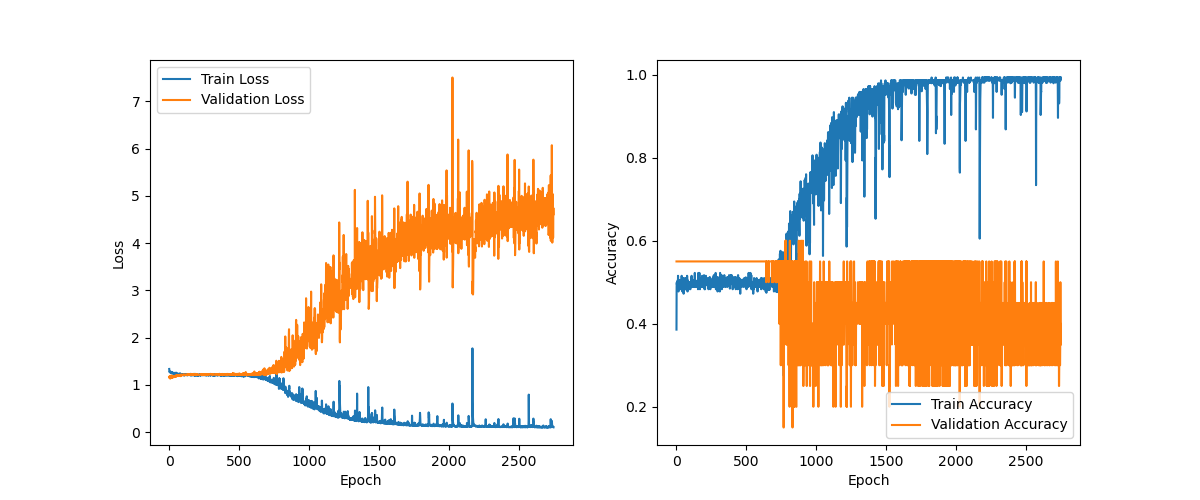 Train Loss
Validation Loss
7
6
5
4
3
2
1
0
Loss
0 500 1000 1500 2000 2500
Epoch
1.0
0.8
0.6
0.4
0.2
Accuracy
Train Accuracy
Validation Accuracy
0 500 1000 1500 2000 2500
Epoch